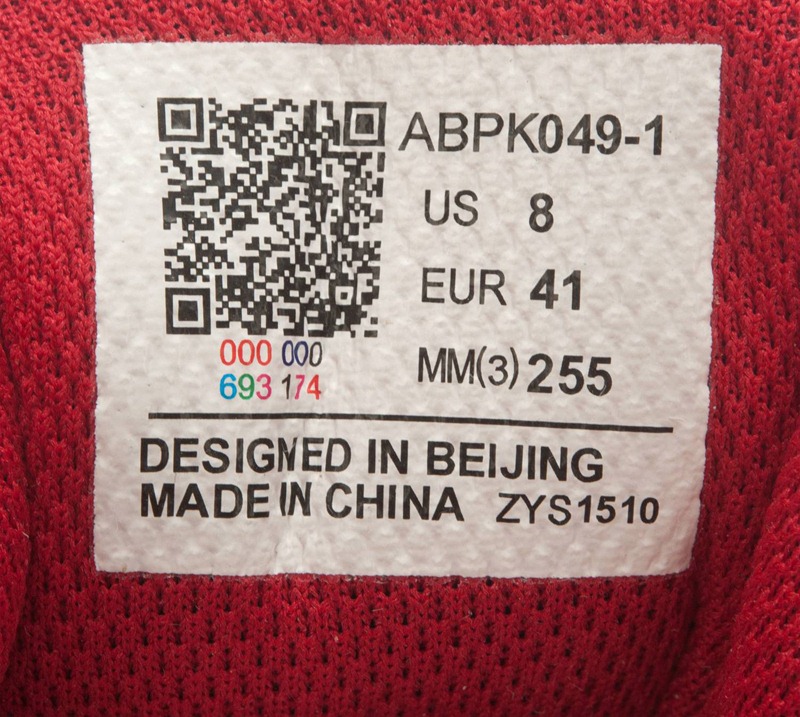 ABPK049-1
US 8
EUR 41
MM(3) 255
000 000
693 174
DESIGNED IN BEIJING
MADE IN CHINA ZYS1510